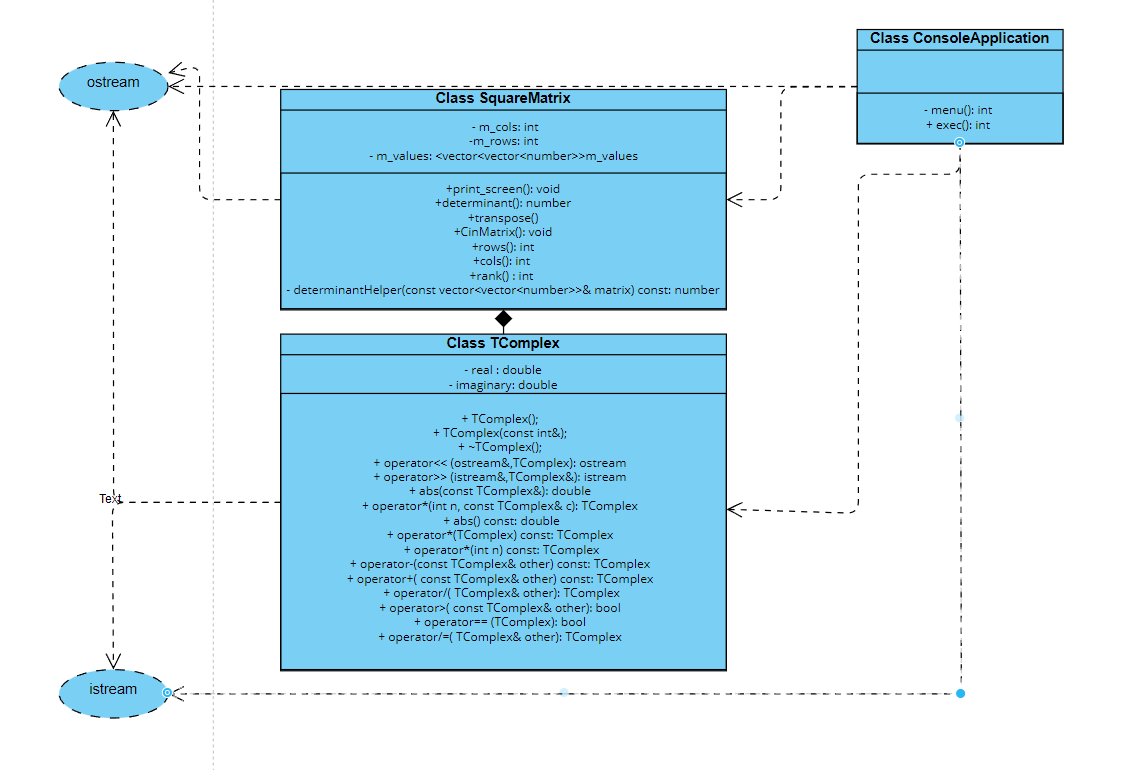 Class ConsoleApplication
- menu(): int
+ exec(): int
ostream
Class SquareMatrix
- m_cols: int
-m_rows: int
- m_values: <vector<vector<number>>m_values
+print_screen(): void
+determinant(): number
+transpose()
+CinMatrix(): void
+rows(): int
+cols(): int
+rank() : int
- determinantHelper(const vector<vector<number>>& matrix) const: number
Class TComplex
- real : double
- imaginary: double
+ TComplex();
+ TComplex(const int&);
+ ~TComplex();
+ operator<< (ostream&,TComplex): ostream
+ operator>> (istream&,TComplex&): istream
+ abs(const TComplex&): double
+ operator*(int n, const TComplex& c): TComplex
+ abs() const: double
+ operator*(TComplex) const: TComplex
+ operator*(int n) const: TComplex
+ operator-(const TComplex& other) const: TComplex
+ operator+( const TComplex& other) const: TComplex
+ operator/( TComplex& other): TComplex
+ operator>( const TComplex& other): bool
+ operator== (TComplex): bool
+ operator/=( TComplex& other): TComplex
Text
istream